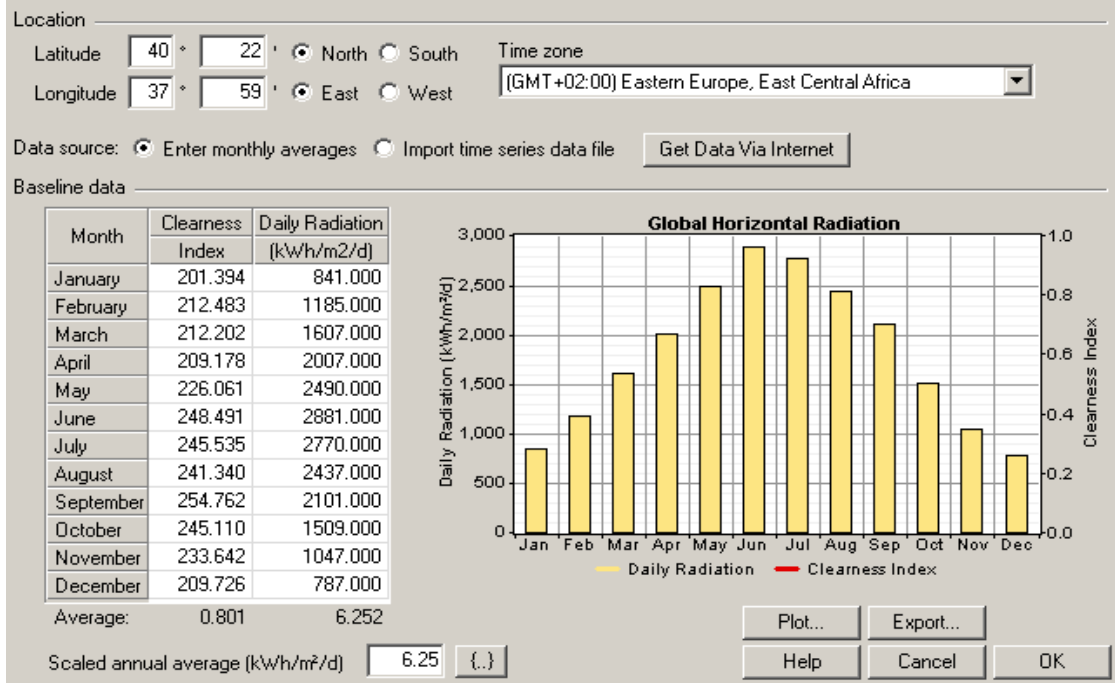 Location
Latitude 40 ° 22 ' North South
Longitude 37 ° 59 ' East West
Time zone
(GMT+02:00) Eastern Europe, East Central Africa
Data source: Enter monthly averages Import time series data file Get Data Via Internet
Baseline data
Month Clearness Index Daily Radiation (kWh/m2/d)
January 201.394 841.000
February 212.483 1185.000
March 212.202 1607.000
April 209.178 2007.000
May 226.061 2490.000
June 248.491 2881.000
July 245.535 2770.000
August 241.340 2437.000
September 254.762 2101.000
October 245.110 1509.000
November 233.642 1047.000
December 209.726 787.000
Average: 0.801 6.252
Scaled annual average (kWh/m²/d) 6.25 {..}
Global Horizontal Radiation
Daily Radiation (kWh/m²/d)
3,000
2,500
2,000
1,500
1,000
500
0
1.0
0.8
0.6
0.4
0.2
0.0
Clearness Index
Jan Feb Mar Apr May Jun Jul Aug Sep Oct Nov Dec
Daily Radiation Clearness Index
Plot... Export...
Help Cancel OK